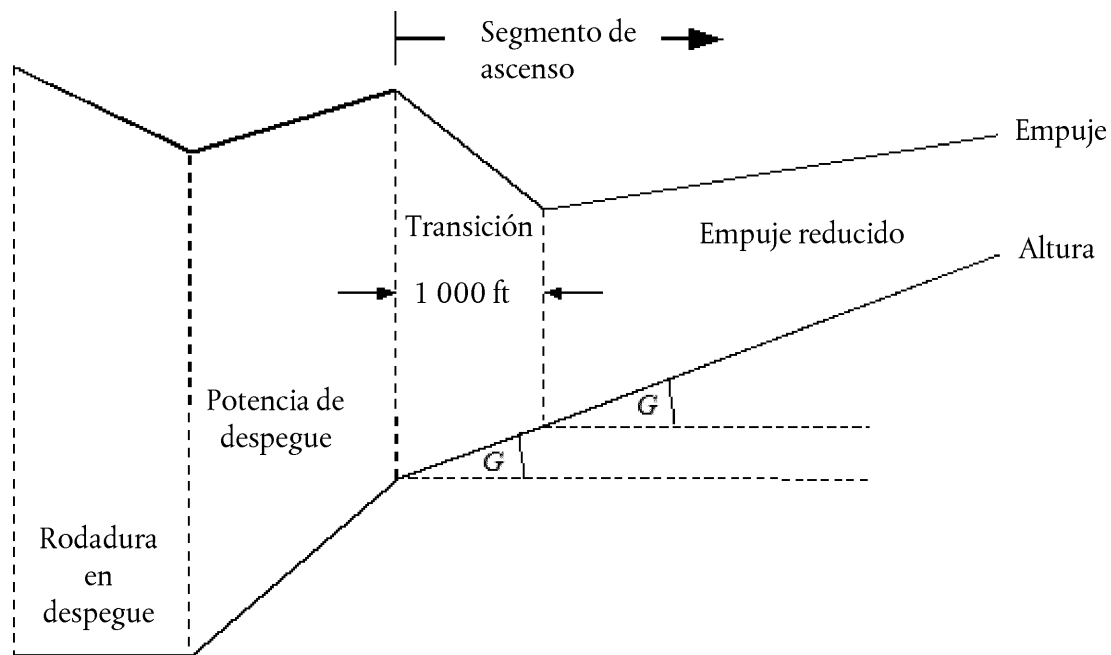 Segmento de
ascenso
Empuje
Transición
Empuje reducido
Altura
1 000 ft
Potencia de
despegue
G
G
Rodadura
en
despegue